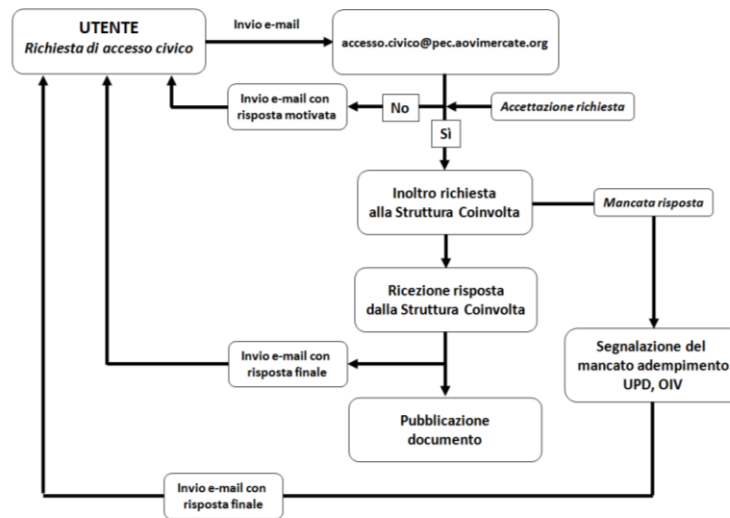 UTENTE
Richiesta di accesso civico
Invio e-mail
accesso.civico@pec.aovimercate.org
Invio e-mail con
risposta motivata
No
Accettazione richiesta
Sì
Inoltro richiesta
alla Struttura Coinvolta
Mancata risposta
Ricezione risposta
dalla Struttura Coinvolta
Invio e-mail con
risposta finale
Segnalazione del
mancato adempimento
UPD, OIV
Pubblicazione
documento
Invio e-mail con
risposta finale